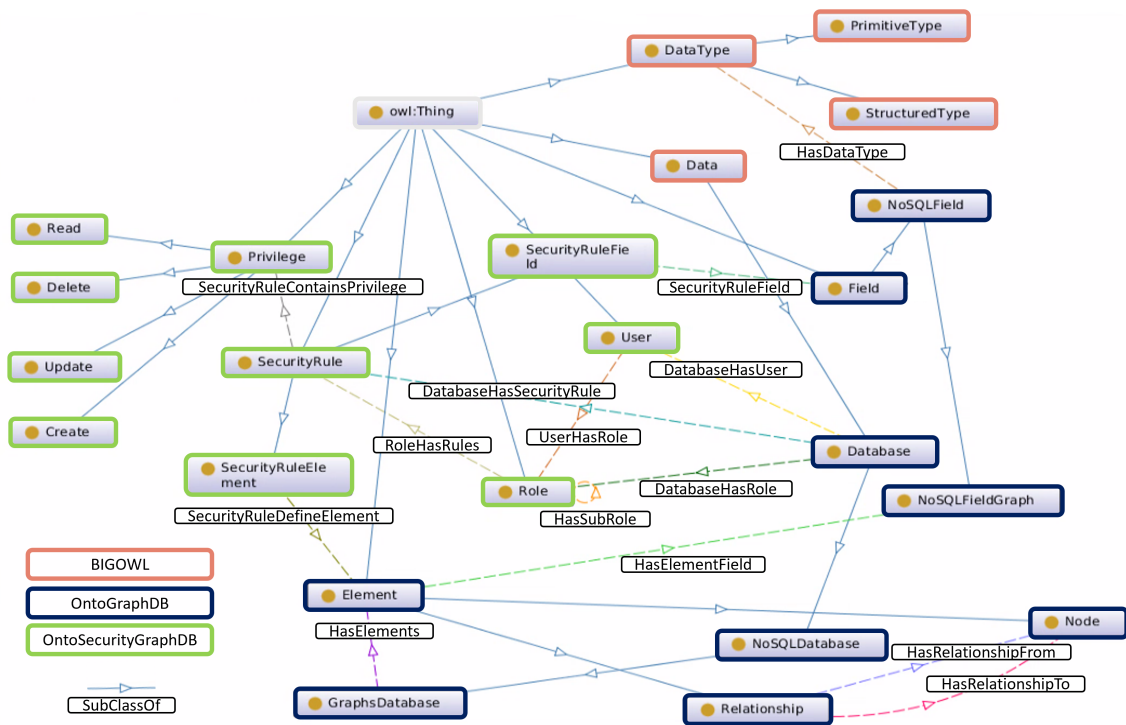 PrimitiveType
DataType
owl:Thing
StructuredType
HasDataType
Data
NoSQLField
Read
SecurityRuleFie
ld
Privilege
Delete
SecurityRuleContainsPrivilege
SecurityRuleField
Field
User
SecurityRule
Update
DatabaseHasUser
DatabaseHasSecurityRule
Create
RoleHasRules
UserHasRole
Database
SecurityRuleEle
ment
Role
DatabaseHasRole
NoSQLFieldGraph
SecurityRuleDefineElement
HasSubRole
BIGOWL
HasElementField
Element
OntoGraphDB
HasElements
Node
OntoSecurityGraphDB
NoSQLDatabase
HasRelationshipFrom
HasRelationshipTo
SubClassOf
GraphsDatabase
Relationship